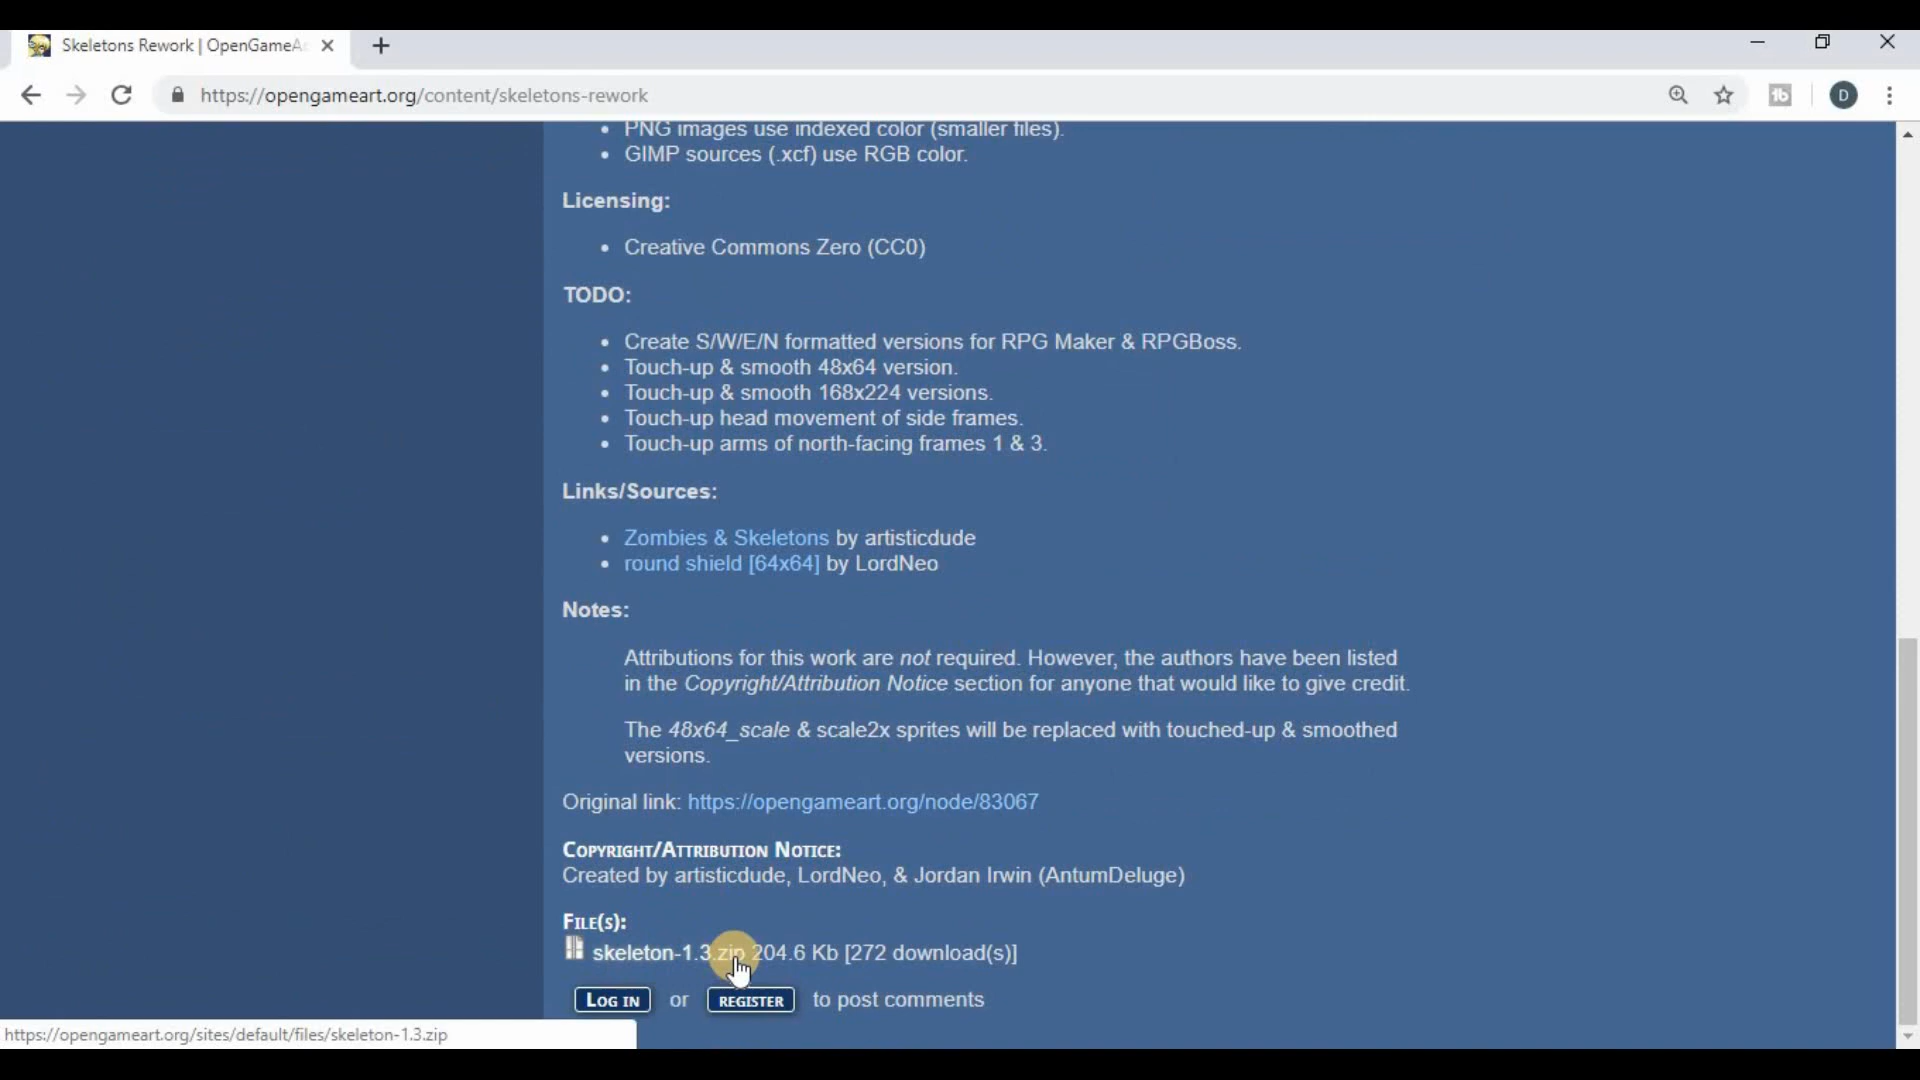 Skeletons Rework | OpenGameA
https://opengameart.org/content/skeletons-rework
D
PNG images use indexed color (smaller files).
GIMP sources (.xcf) use RGB color.
Licensing:
Creative Commons Zero (CC0)
TODO:
Create S/W/E/N formatted versions for RPG Maker & RPGBoss.
Touch-up & smooth 48x64 version.
Touch-up & smooth 168x224 versions.
Touch-up head movement of side frames.
Touch-up arms of north-facing frames 1 & 3.
Links/Sources:
Zombies & Skeletons by artisticdude
round shield [64x64] by LordNeo
Notes:
Attributions for this work are not required. However, the authors have been listed
in the Copyright/Attribution Notice section for anyone that would like to give credit.
The 48x64_scale & scale2x sprites will be replaced with touched-up & smoothed
versions.
Original link: https://opengameart.org/node/83067
Copyright/Attribution Notice:
Created by artisticdude, LordNeo, & Jordan Irwin (AntumDeluge)
File(s):
skeleton-1.3.zip 204.6 Kb [272 download(s)]
Log in or register to post comments
https://opengameart.org/sites/default/files/skeleton-1.3.zip